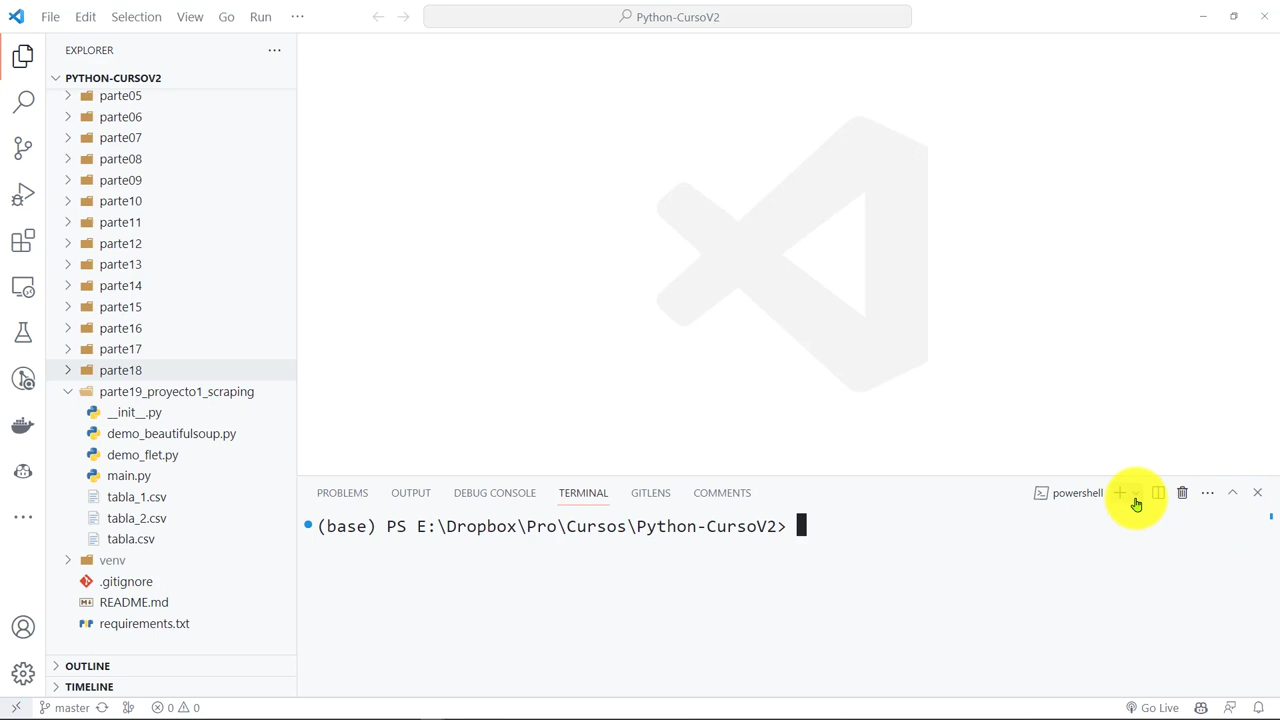 File Edit Selection View Go Run ···
Python-CursoV2
EXPLORER
PYTHON-CURSOV2
parte05
parte06
parte07
parte08
parte09
parte10
parte11
parte12
parte13
parte14
parte15
parte16
parte17
parte18
parte19_proyecto1_scraping
__init__.py
demo_beautifulsoup.py
demo_flet.py
main.py
tabla_1.csv
tabla_2.csv
tabla.csv
venv
.gitignore
README.md
requirements.txt
OUTLINE
TIMELINE
PROBLEMS OUTPUT DEBUG CONSOLE TERMINAL GITLENS COMMENTS
powershell
(base) PS E:\Dropbox\Pro\Cursos\Python-CursoV2>
master 0 0 Go Live